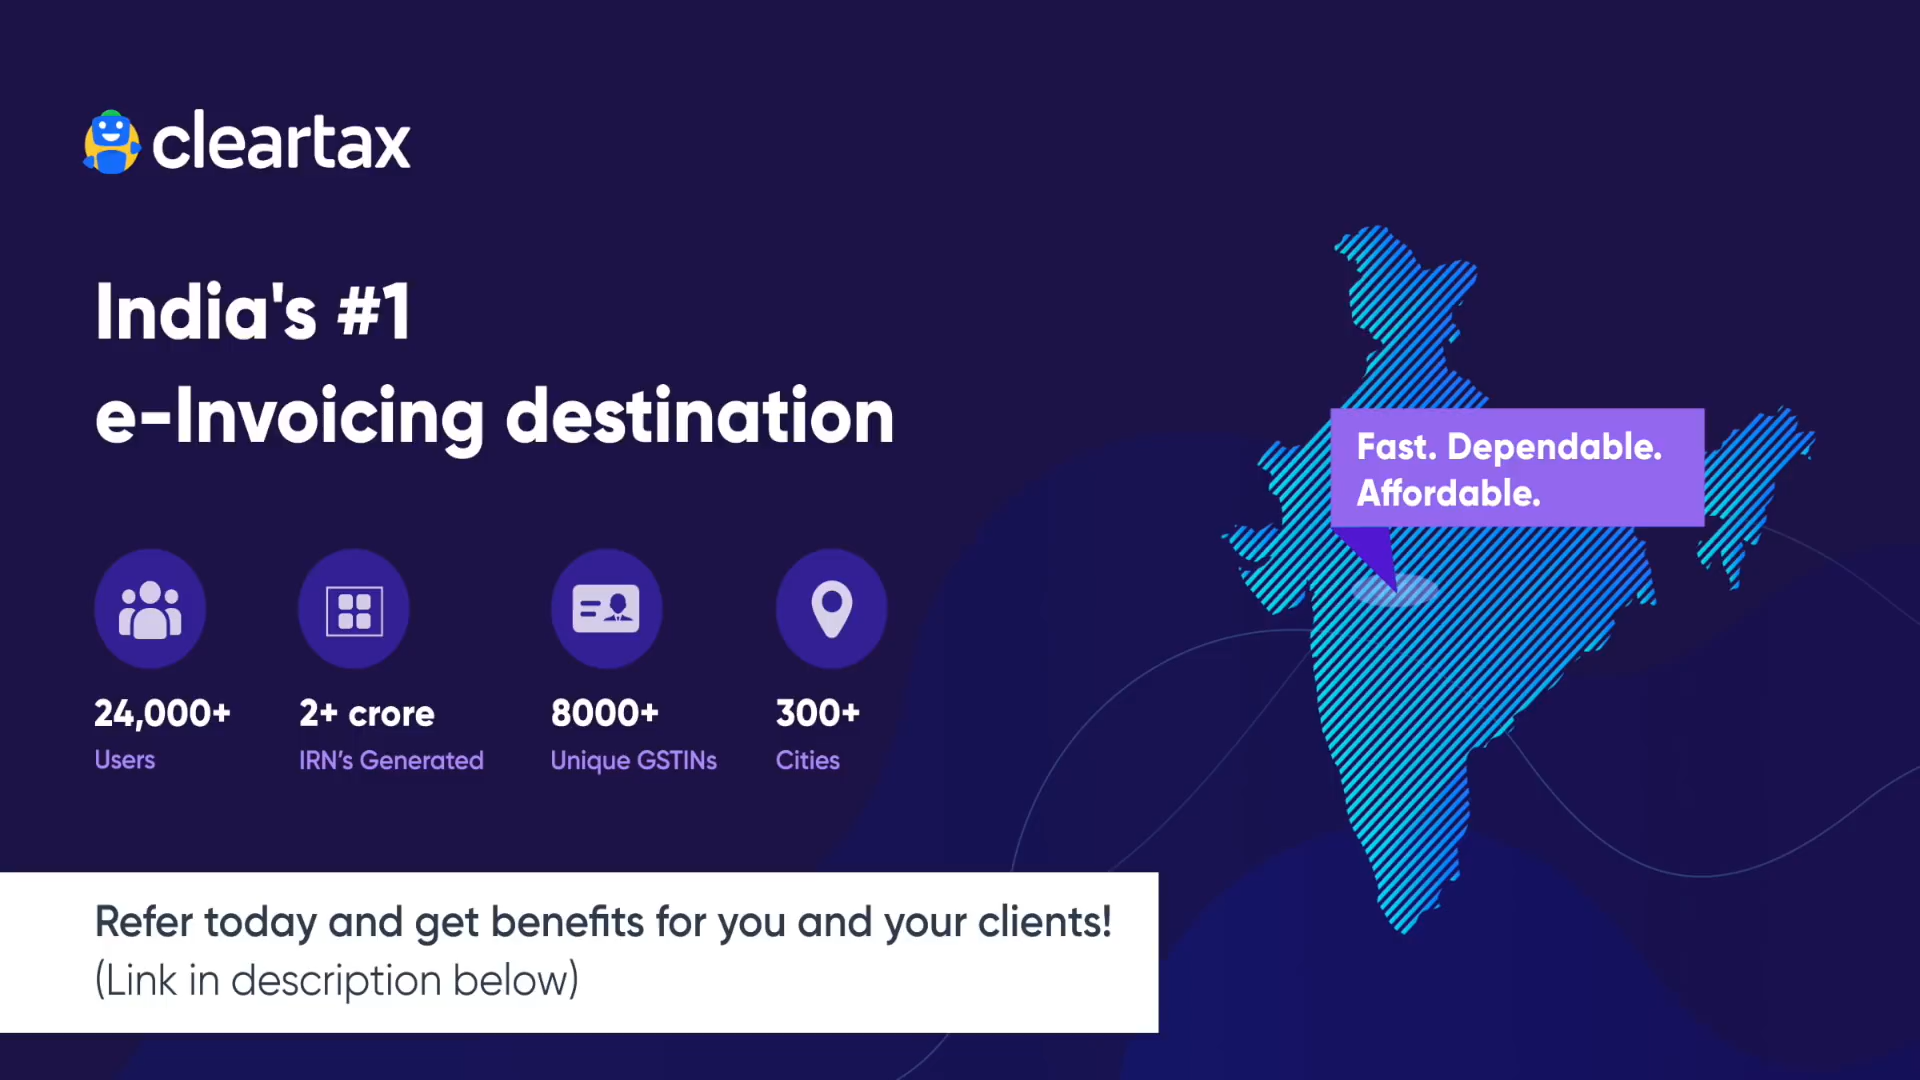 cleartax
India's #1
e-Invoicing destination
Fast. Dependable.
Affordable.
24,000+
Users
2+ crore
IRN’s Generated
8000+
Unique GSTINs
300+
Cities
Refer today and get benefits for you and your clients!
(Link in description below)